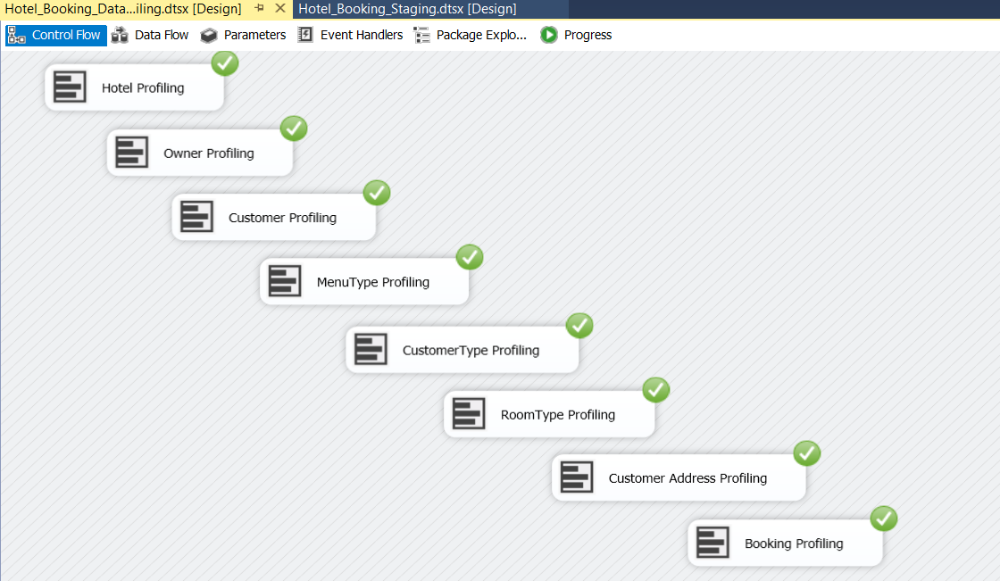 Hotel_Booking_Data...iling.dtsx [Design]
Hotel_Booking_Staging.dtsx [Design]
Control Flow
Data Flow
Parameters
Event Handlers
Package Explo...
Progress
Hotel Profiling
Owner Profiling
Customer Profiling
MenuType Profiling
CustomerType Profiling
RoomType Profiling
Customer Address Profiling
Booking Profiling